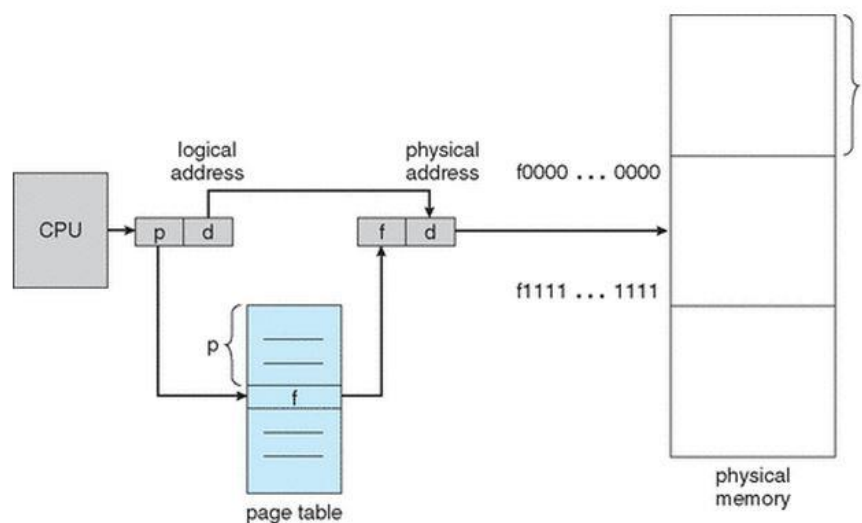 logical
address
physical
address
f0000 ... 0000
CPU
p
d
f
d
f1111 ... 1111
p
f
page table
physical
memory